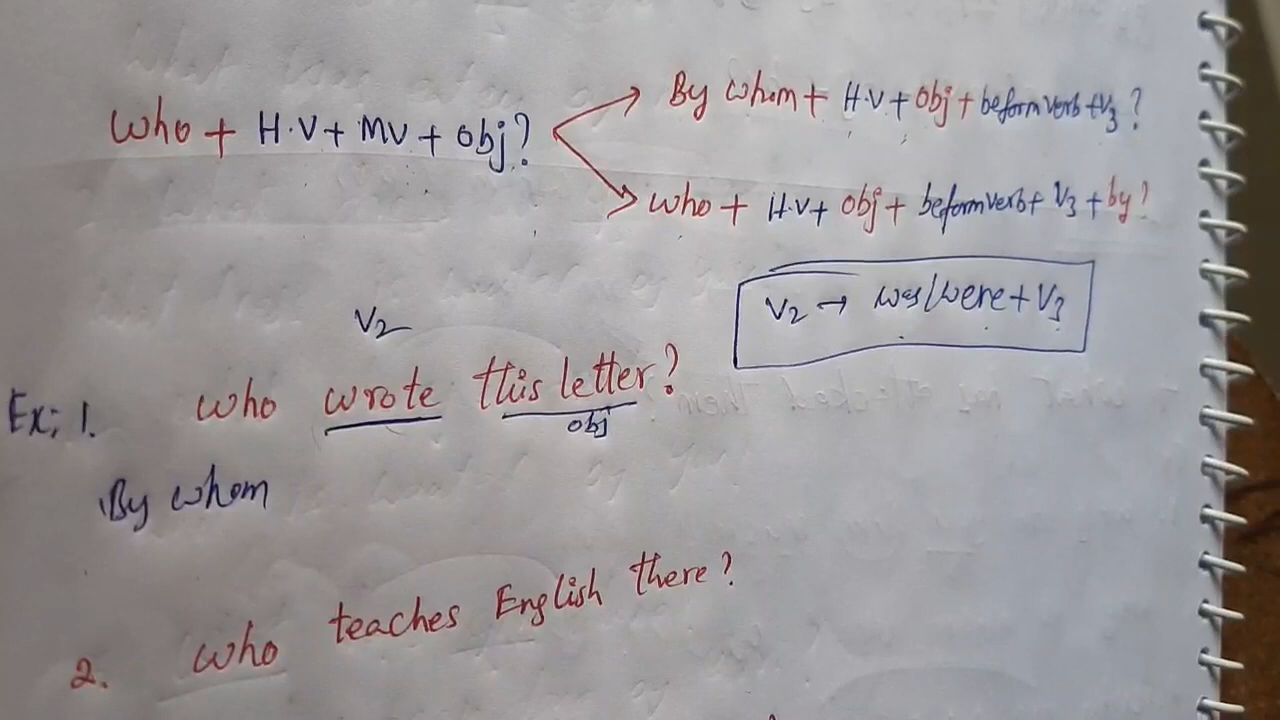 Who + H.V + MV + obj?
By whom + H.V + Obj + beform verb + V3?
who + H.V + obj + beform verb + V3 + by?
V2 → was/were + V3
V2
Ex; 1. who wrote this letter?
obj
By whom
2. who teaches English there?